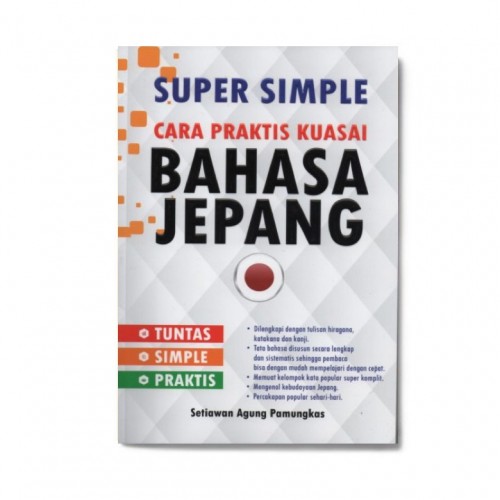 SUPER SIMPLE
CARA PRAKTIS KUASAI
BAHASA
JEPANG
TUNTAS
SIMPLE
PRAKTIS
• Dilengkapi dengan tulisan hiragana,
katakana dan kanji.
• Tata bahasa disusun secara lengkap
dan sistematis sehingga pembaca
bisa dengan mudah mempelajari dengan cepat.
• Memuat kelompok kata popular super komplit.
• Mengenal kebudayaan Jepang.
• Percakapan popular sehari-hari.
Setiawan Agung Pamungkas